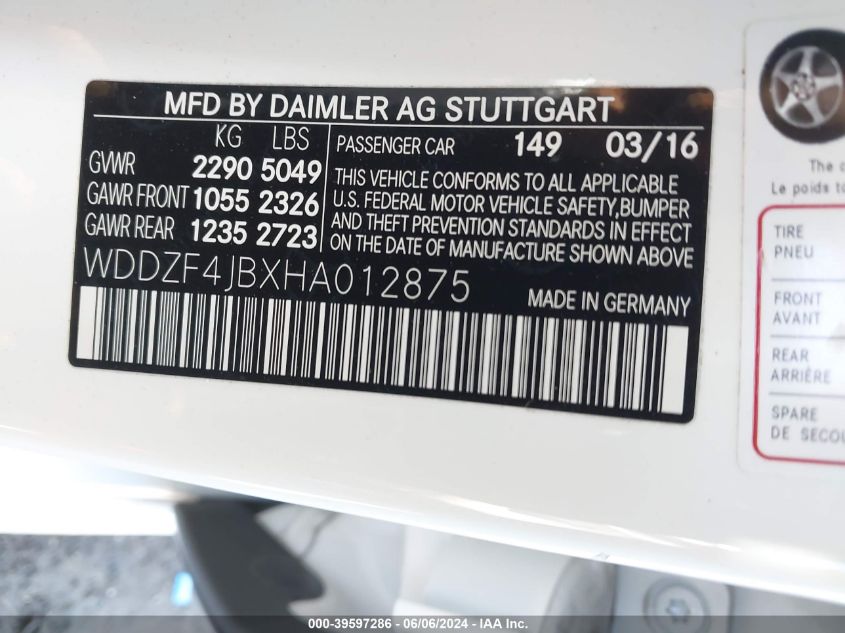 MFD BY DAIMLER AG STUTTGART
KG LBS
GVWR 2290 5049
GAWR FRONT 1055 2326
GAWR REAR 1235 2723
PASSENGER CAR 149 03/16
THIS VEHICLE CONFORMS TO ALL APPLICABLE
U.S. FEDERAL MOTOR VEHICLE SAFETY,BUMPER
AND THEFT PREVENTION STANDARDS IN EFFECT
ON THE DATE OF MANUFACTURE SHOWN ABOVE
WDDZF4JBXHA012875
MADE IN GERMANY
The
Le poids
TIRE
PNEU
FRONT
AVANT
REAR
ARRIÈRE
SPARE
DE
000-39597286 - 06/06/2024 - IAAI Inc.